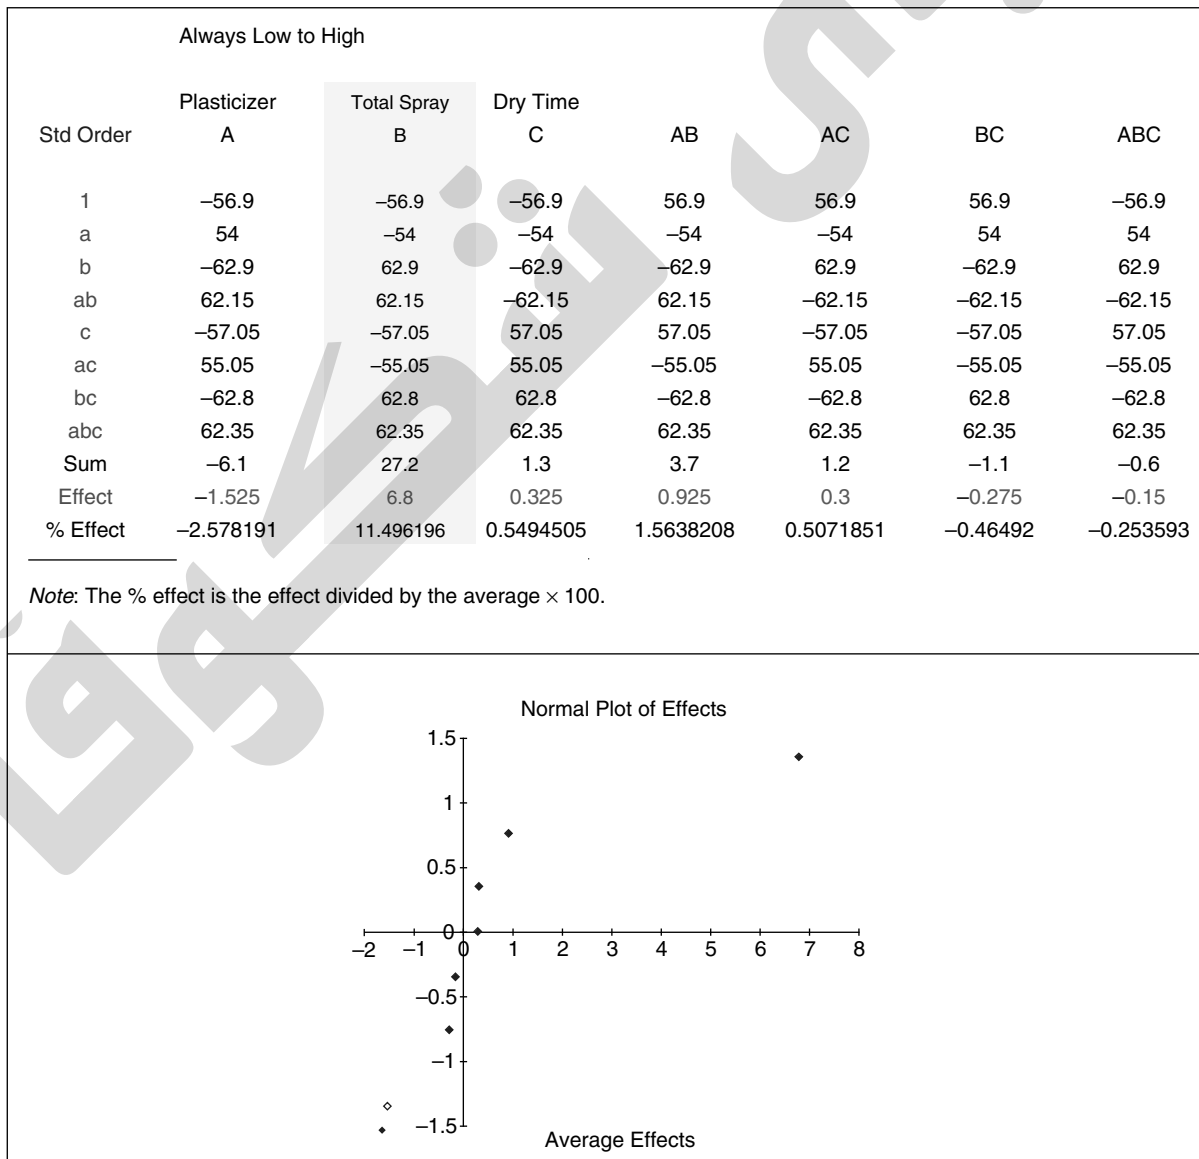 Always Low to High
Plasticizer Total Spray Dry Time
Std Order A B C AB AC BC ABC
1 –56.9 –56.9 –56.9 56.9 56.9 56.9 –56.9
a 54 –54 –54 –54 –54 54 54
b –62.9 62.9 –62.9 –62.9 62.9 –62.9 62.9
ab 62.15 62.15 –62.15 62.15 –62.15 –62.15 –62.15
c –57.05 –57.05 57.05 57.05 –57.05 –57.05 57.05
ac 55.05 –55.05 55.05 –55.05 55.05 –55.05 –55.05
bc –62.8 62.8 62.8 –62.8 –62.8 62.8 –62.8
abc 62.35 62.35 62.35 62.35 62.35 62.35 62.35
Sum –6.1 27.2 1.3 3.7 1.2 –1.1 –0.6
Effect –1.525 6.8 0.325 0.925 0.3 –0.275 –0.15
% Effect –2.578191 11.496196 0.5494505 1.5638208 0.5071851 –0.46492 –0.253593
Note: The % effect is the effect divided by the average × 100.
Normal Plot of Effects
1.5
1
0.5
0
–2 –1 0 1 2 3 4 5 6 7 8
–0.5
–1
–1.5
Average Effects